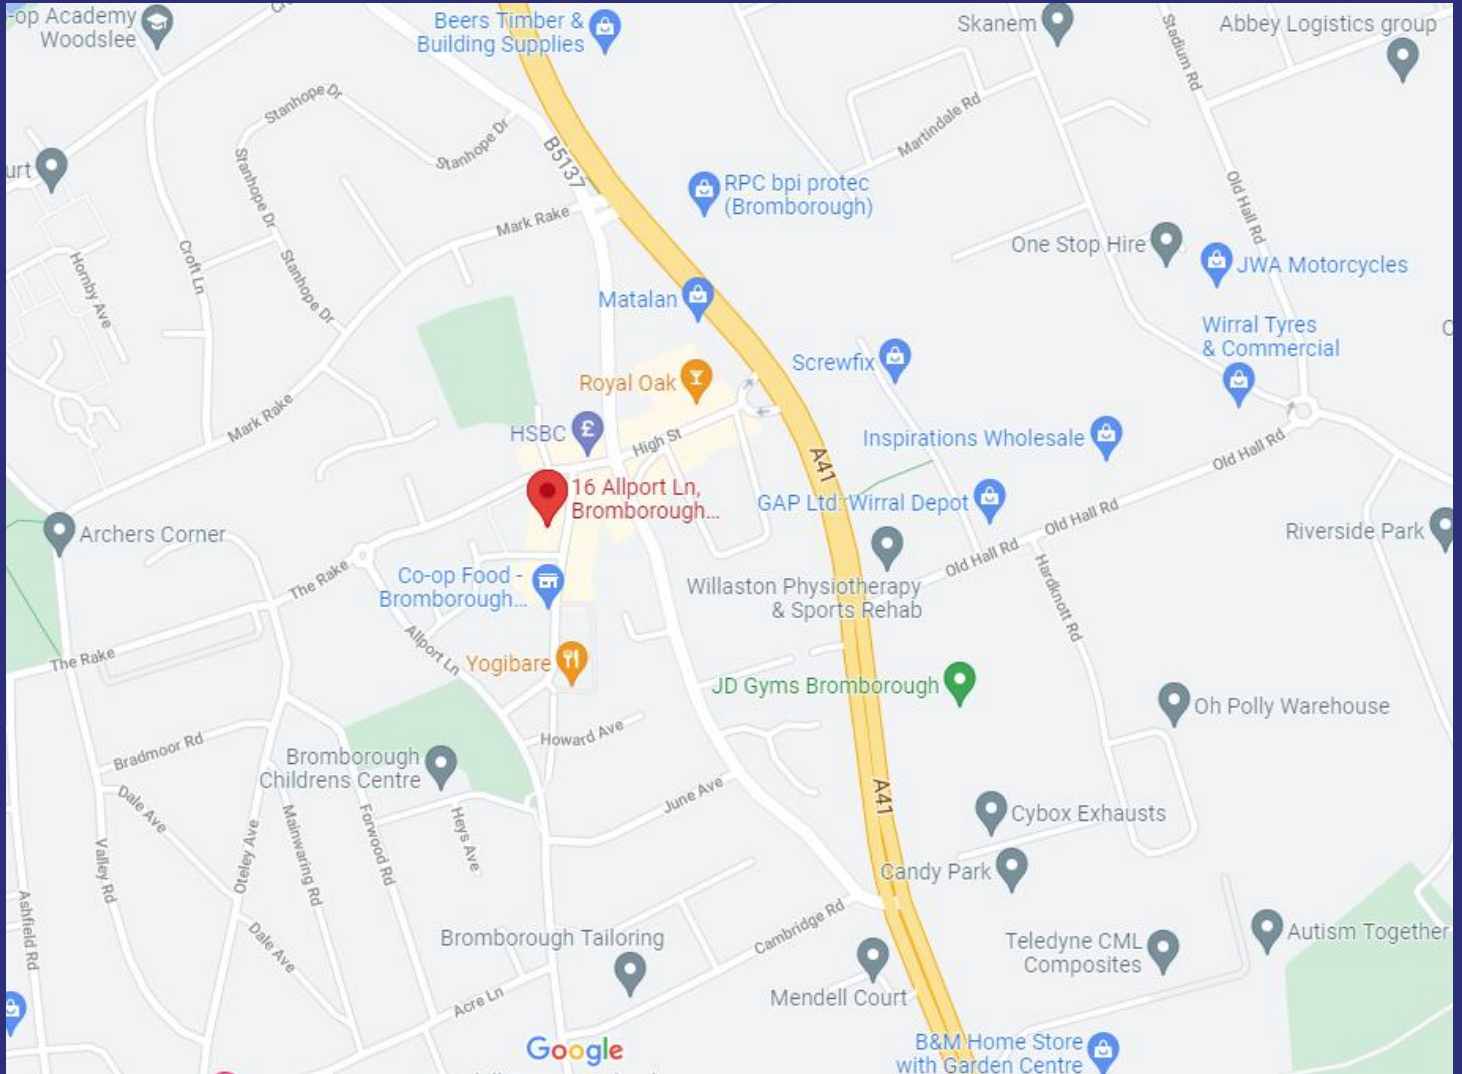 -op Academy
Woodslee
Beers Timber &
Building Supplies
Skanem
Stadium Rd
Abbey Logistics group
Stanhope Dr
Stanhope Dr
Martindale Rd
B5137
urt
Stanhope Dr
RPC bpi protec
(Bromborough)
Old Hall Rd
Mark Rake
One Stop Hire
JWA Motorcycles
Hornby Ave
Croft Ln
Stanhope Dr
Matalan
Wirral Tyres
& Commercial
Screwfix
Royal Oak
Mark Rake
HSBC
£
High St
Inspirations Wholesale
Old Hall Rd
A41
16 Allport Ln,
Bromborough...
GAP Ltd: Wirral Depot
Old Hall Rd
Archers Corner
Riverside Park
Old Hall Rd
The Rake
Co-op Food -
Bromborough...
Willaston Physiotherapy
& Sports Rehab
Hardknott Rd
The Rake
Allport Ln
Yogibare
JD Gyms Bromborough
Oh Polly Warehouse
Howard Ave
Bradmoor Rd
Bromborough
Childrens Centre
June Ave
A41
Dale Ave
Cybox Exhausts
Mainwaring Rd
Forwood Rd
Heys Ave
Valley Rd
Oteley Ave
Candy Park
Ashfield Rd
Dale Ave
Bromborough Tailoring
Cambridge Rd
Teledyne CML
Composites
Autism Together
Mendell Court
Acre Ln
Google
B&M Home Store
with Garden Centre